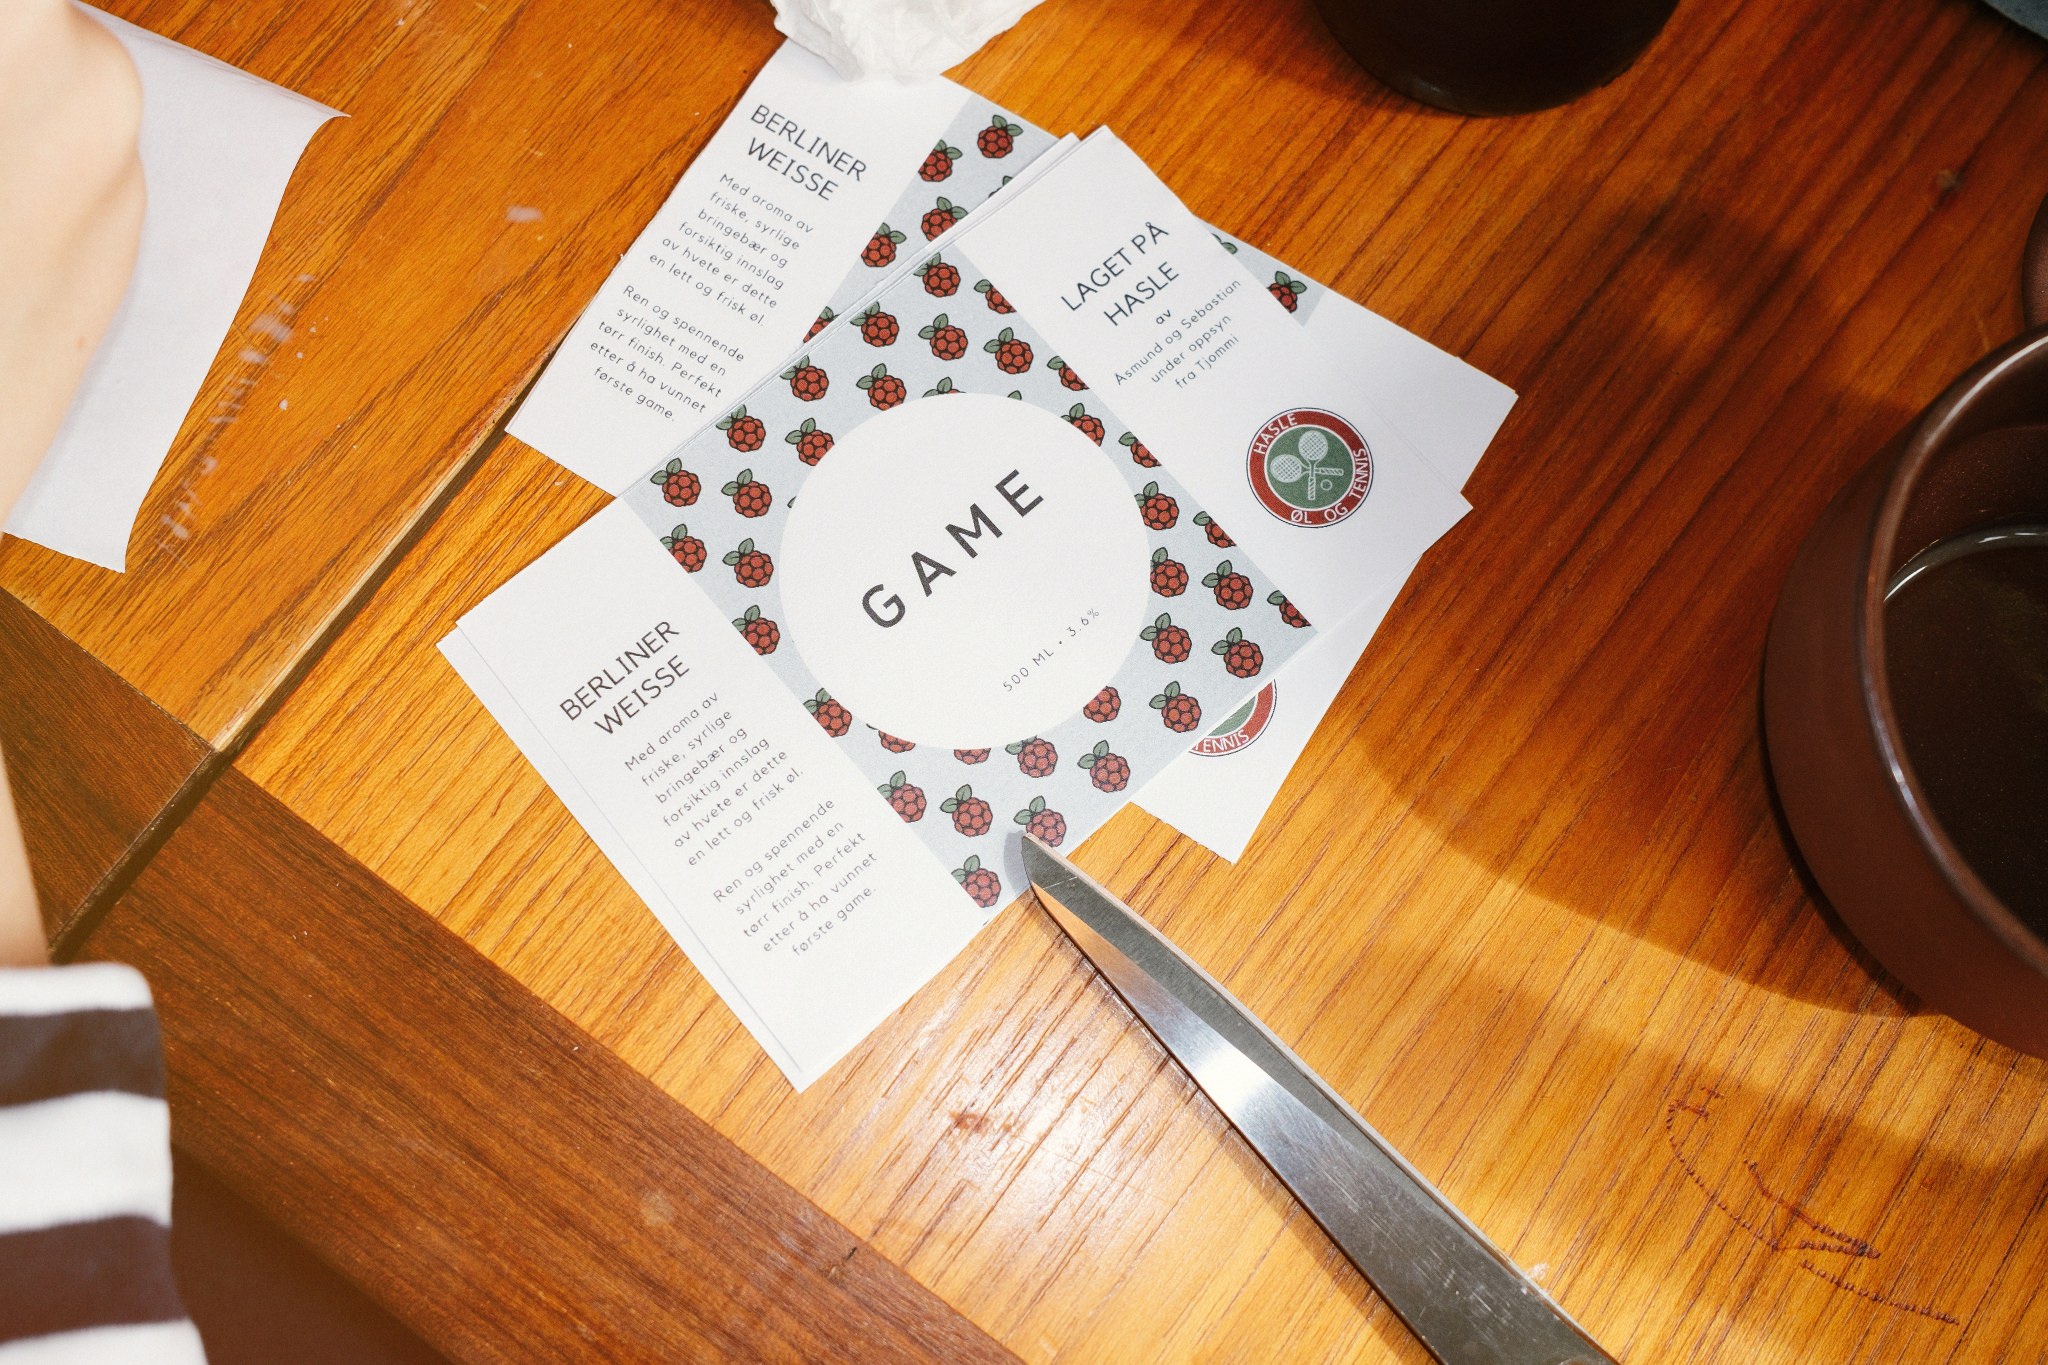 BERLINER
WEISSE
Med aroma av
friske, syrlige
bringebær og
forsiktig innslag
av hvete er dette
en lett og frisk øl.
Ren og spennende
syrlighet med en
tørr finish. Perfekt
etter å ha vunnet
første game.
BERLINER
WEISSE
Med aroma av
friske, syrlige
bringebær og
forsiktig innslag
av hvete er dette
en lett og frisk øl.
Ren og spennende
syrlighet med en
tørr finish. Perfekt
etter å ha vunnet
første game.
GAME
500 ML • 3.6%
LAGET PÅ
HASLE
av
Åsmund og Sebastian
under oppsyn
fra Tjommi
HASLE
ØL OG TENNIS
TENNIS